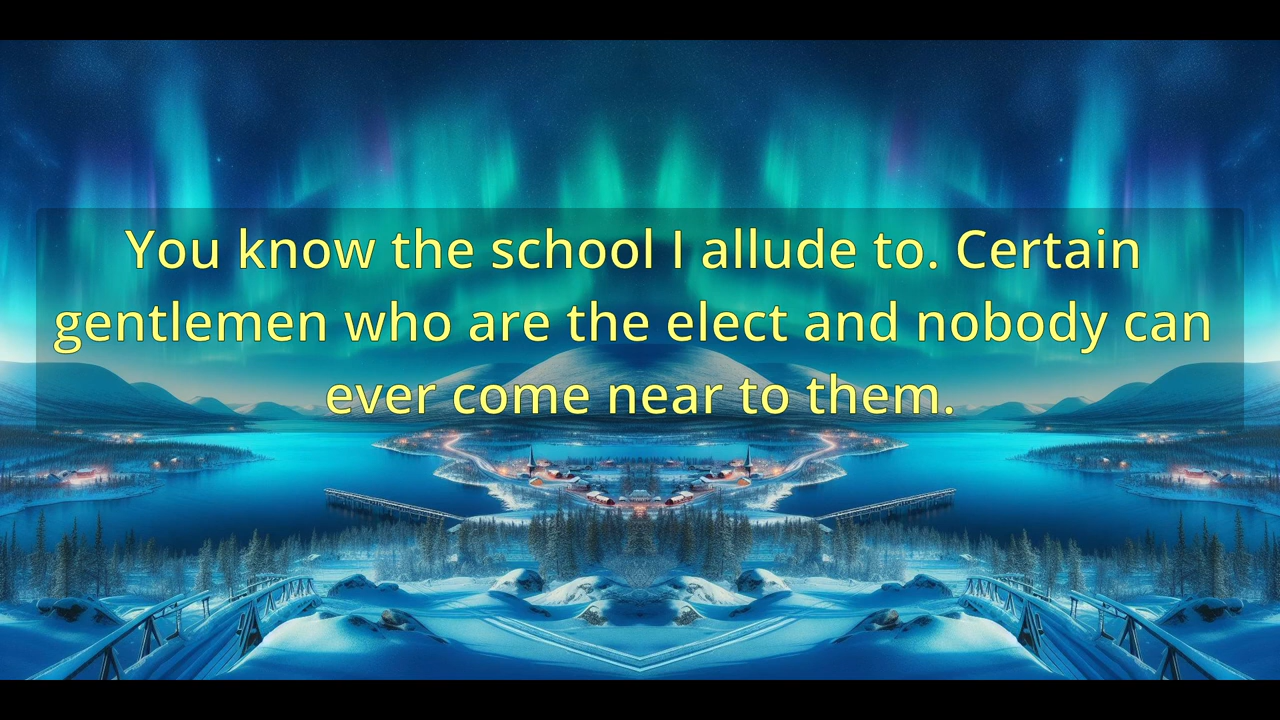 You know the school I allude to. Certain
gentlemen who are the elect and nobody can
ever come near to them.